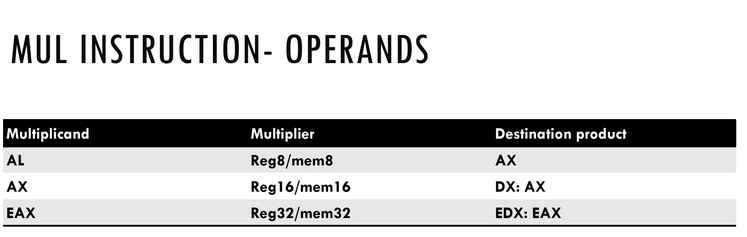 MUL INSTRUCTION- OPERANDS
Multiplicand Multiplier Destination product
AL Reg8/mem8 AX
AX Reg16/mem16 DX: AX
EAX Reg32/mem32 EDX: EAX